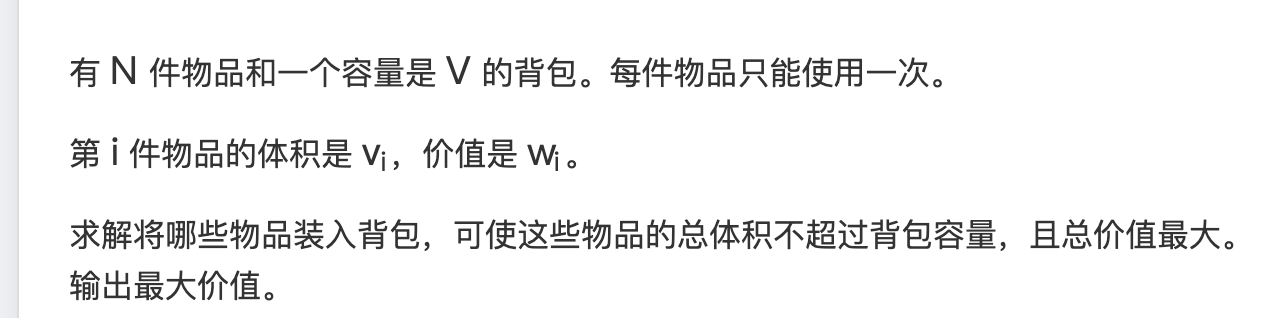 有 N 件物品和一个容量是 V 的背包。每件物品只能使用一次。
第 i 件物品的体积是 vᵢ，价值是 wᵢ。
求解将哪些物品装入背包，可使这些物品的总体积不超过背包容量，且总价值最大。
输出最大价值。